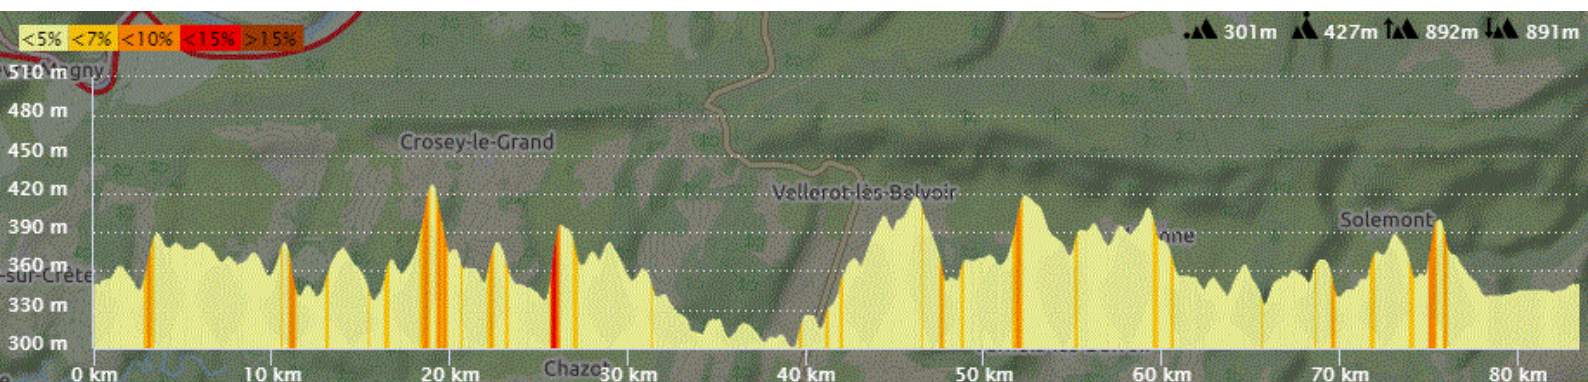 <5% <7% <10% <15% >15%
301m 427m 892m 891m
510 m
480 m
450 m
Crosey-le-Grand
420 m
Vellerot-lès-Belvoir
390 m
Solemont
360 m
330 m
300 m
Chazot
0 km 10 km 20 km 30 km 40 km 50 km 60 km 70 km 80 km